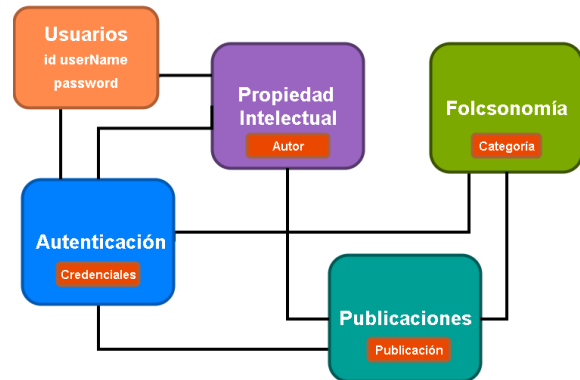 Usuarios
id userName
password
Propiedad
Intelectual
Autor
Folcsonomía
Categoría
Autenticación
Credenciales
Publicaciones
Publicación